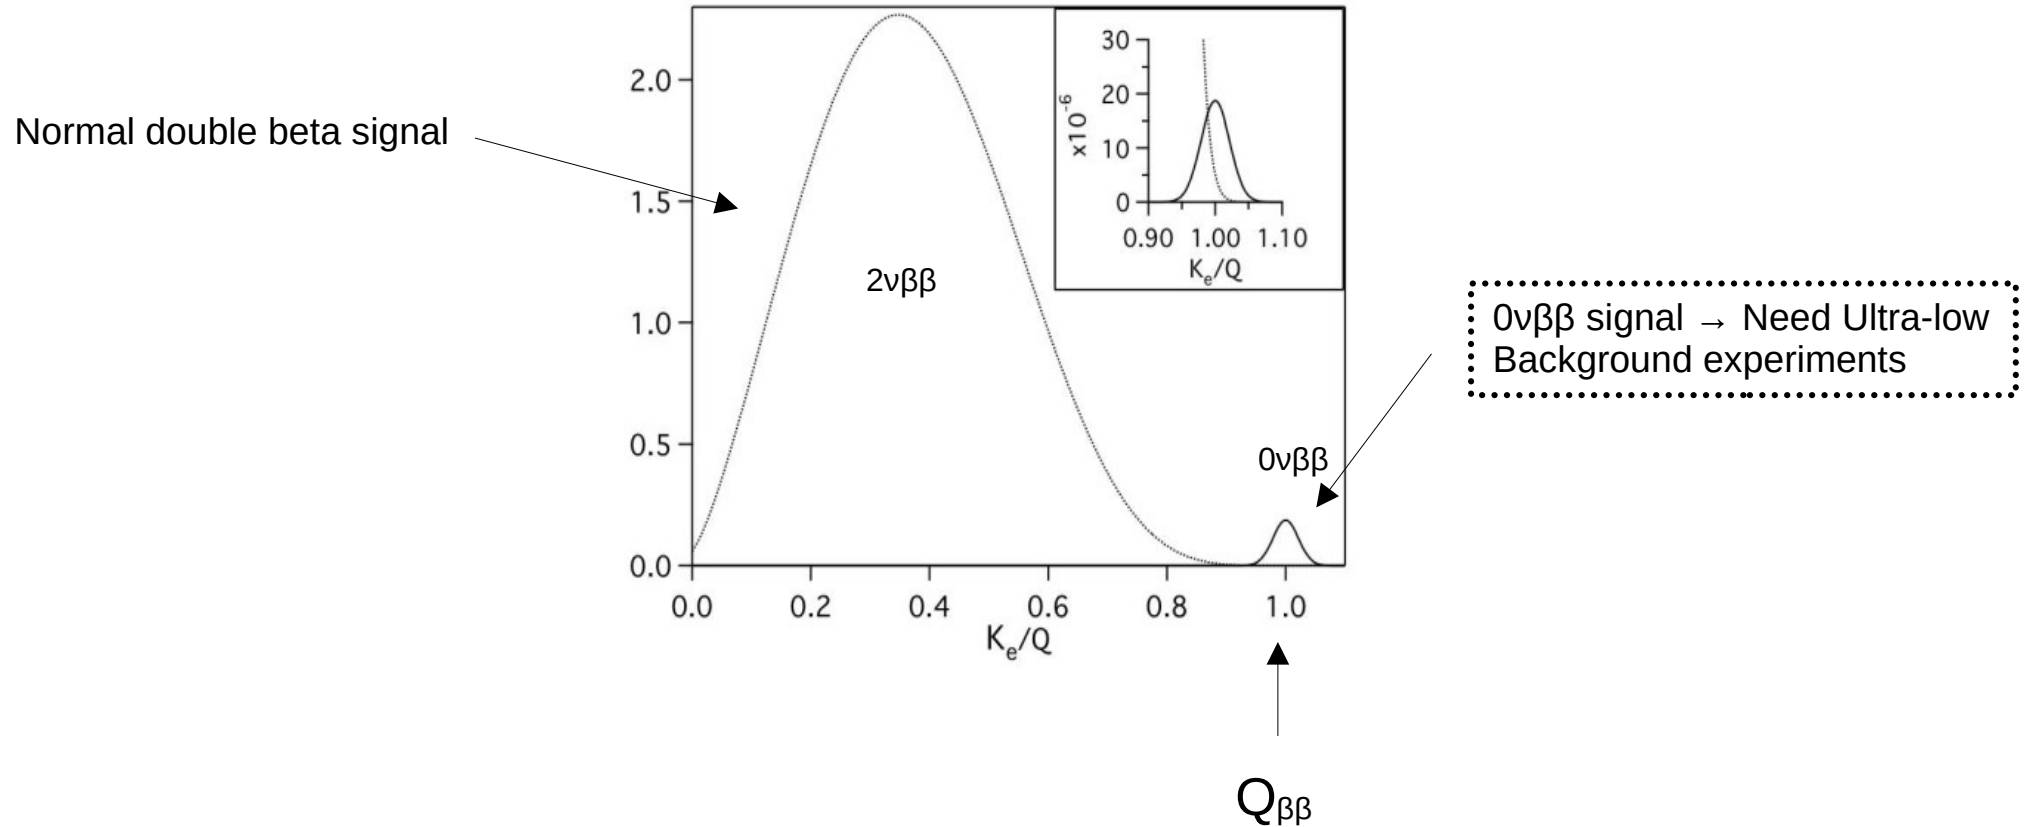 Normal double beta signal
2.0
1.5
1.0
0.5
0.0
0.0 0.2 0.4 0.6 0.8 1.0
Kₑ/Q
2νββ
0νββ
x10⁻⁶
30
20
10
0
0.90 1.00 1.10
Kₑ/Q
0νββ signal → Need Ultra-low
Background experiments
Qᵦᵦ